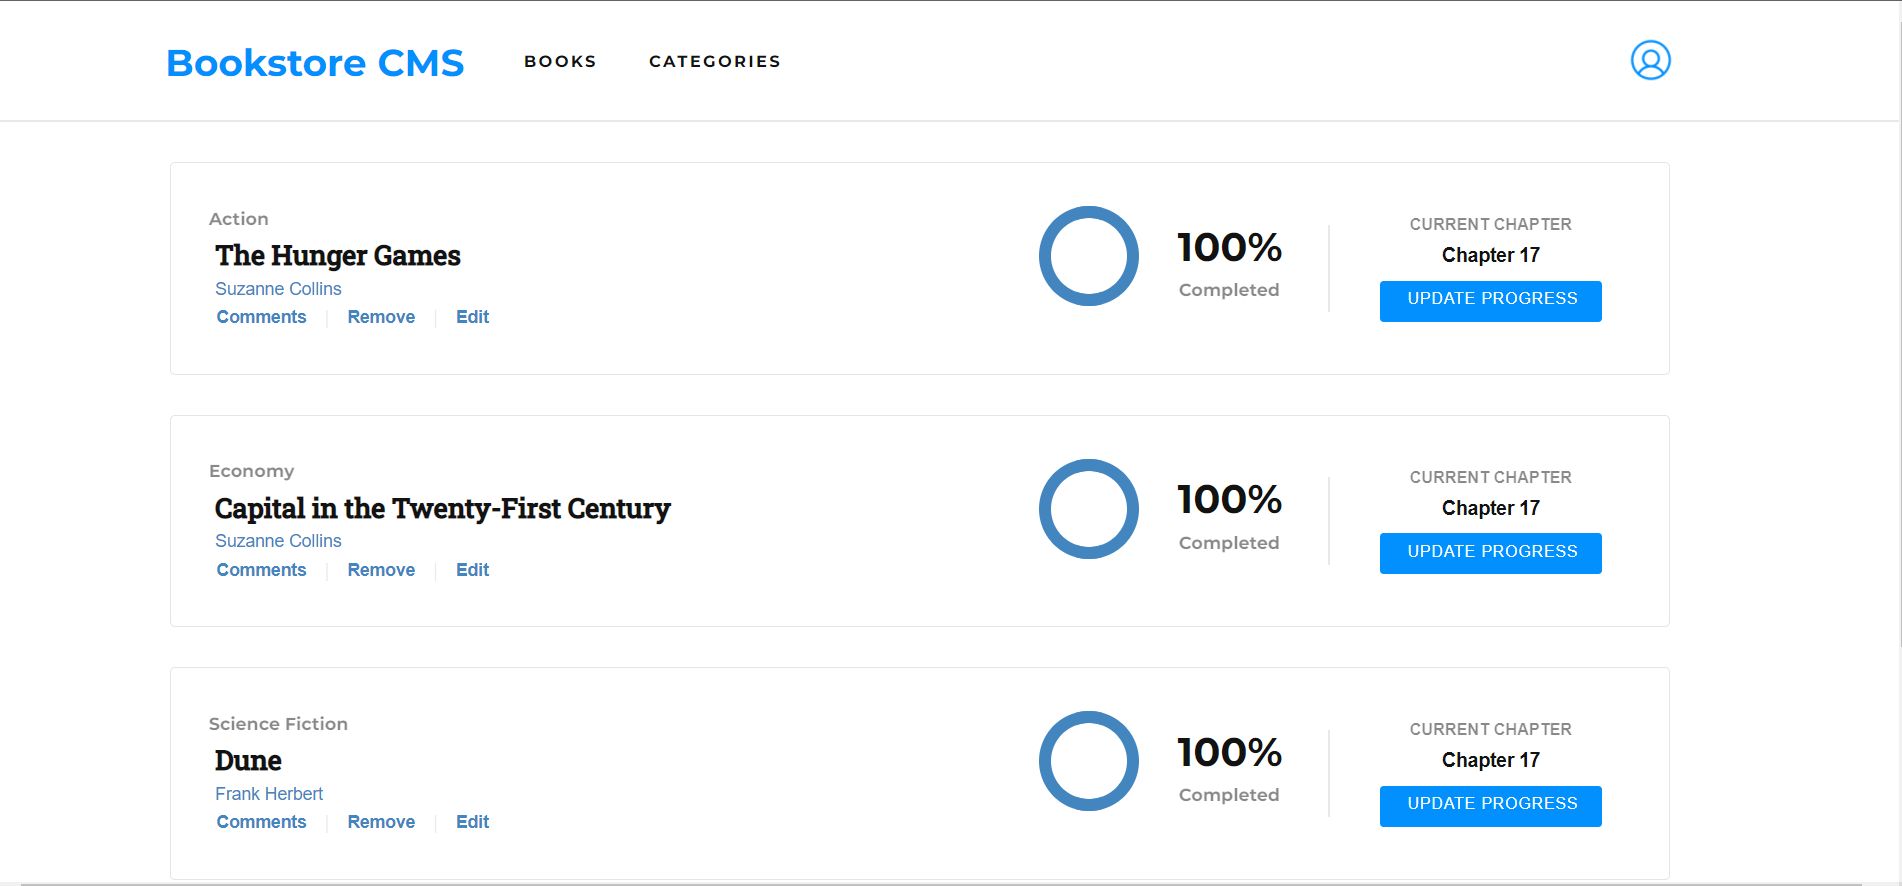 Bookstore CMS BOOKS CATEGORIES
Action
The Hunger Games
Suzanne Collins
Comments Remove Edit
100%
Completed
CURRENT CHAPTER
Chapter 17
UPDATE PROGRESS
Economy
Capital in the Twenty-First Century
Suzanne Collins
Comments Remove Edit
100%
Completed
CURRENT CHAPTER
Chapter 17
UPDATE PROGRESS
Science Fiction
Dune
Frank Herbert
Comments Remove Edit
100%
Completed
CURRENT CHAPTER
Chapter 17
UPDATE PROGRESS